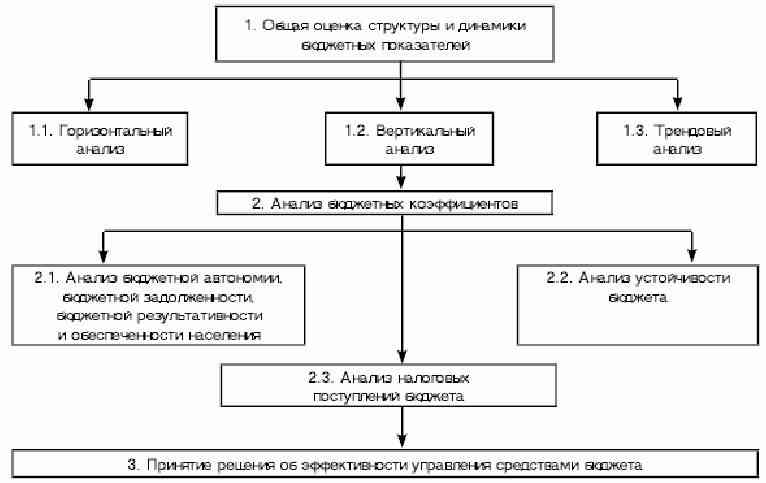 1. Общая оценка структуры и динамики
бюджетных показателей
1.1. Горизонтальный
анализ
1.2. Вертикальный
анализ
1.3. Трендовый
анализ
2. Анализ бюджетных коэффициентов
2.1. Анализ бюджетной автономии,
бюджетной задолженности,
бюджетной результативности
и обеспеченности населения
2.2. Анализ устойчивости
бюджета
2.3. Анализ налоговых
поступлений бюджета
3. Принятие решения об эффективности управления средствами бюджета